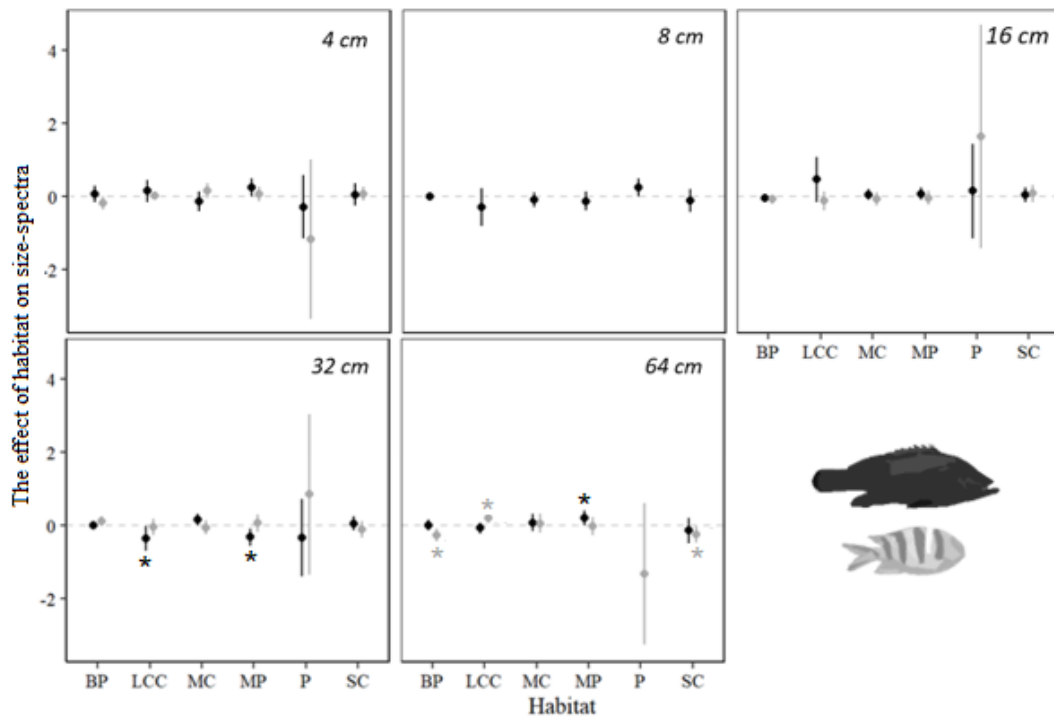 The effect of habitat on size-spectra
4 cm
8 cm
16 cm
4
2
0
-2
BP LCC MC MP P SC
32 cm
64 cm
4
2
0
-2
* *
* * * *
BP LCC MC MP P SC
BP LCC MC MP P SC
Habitat